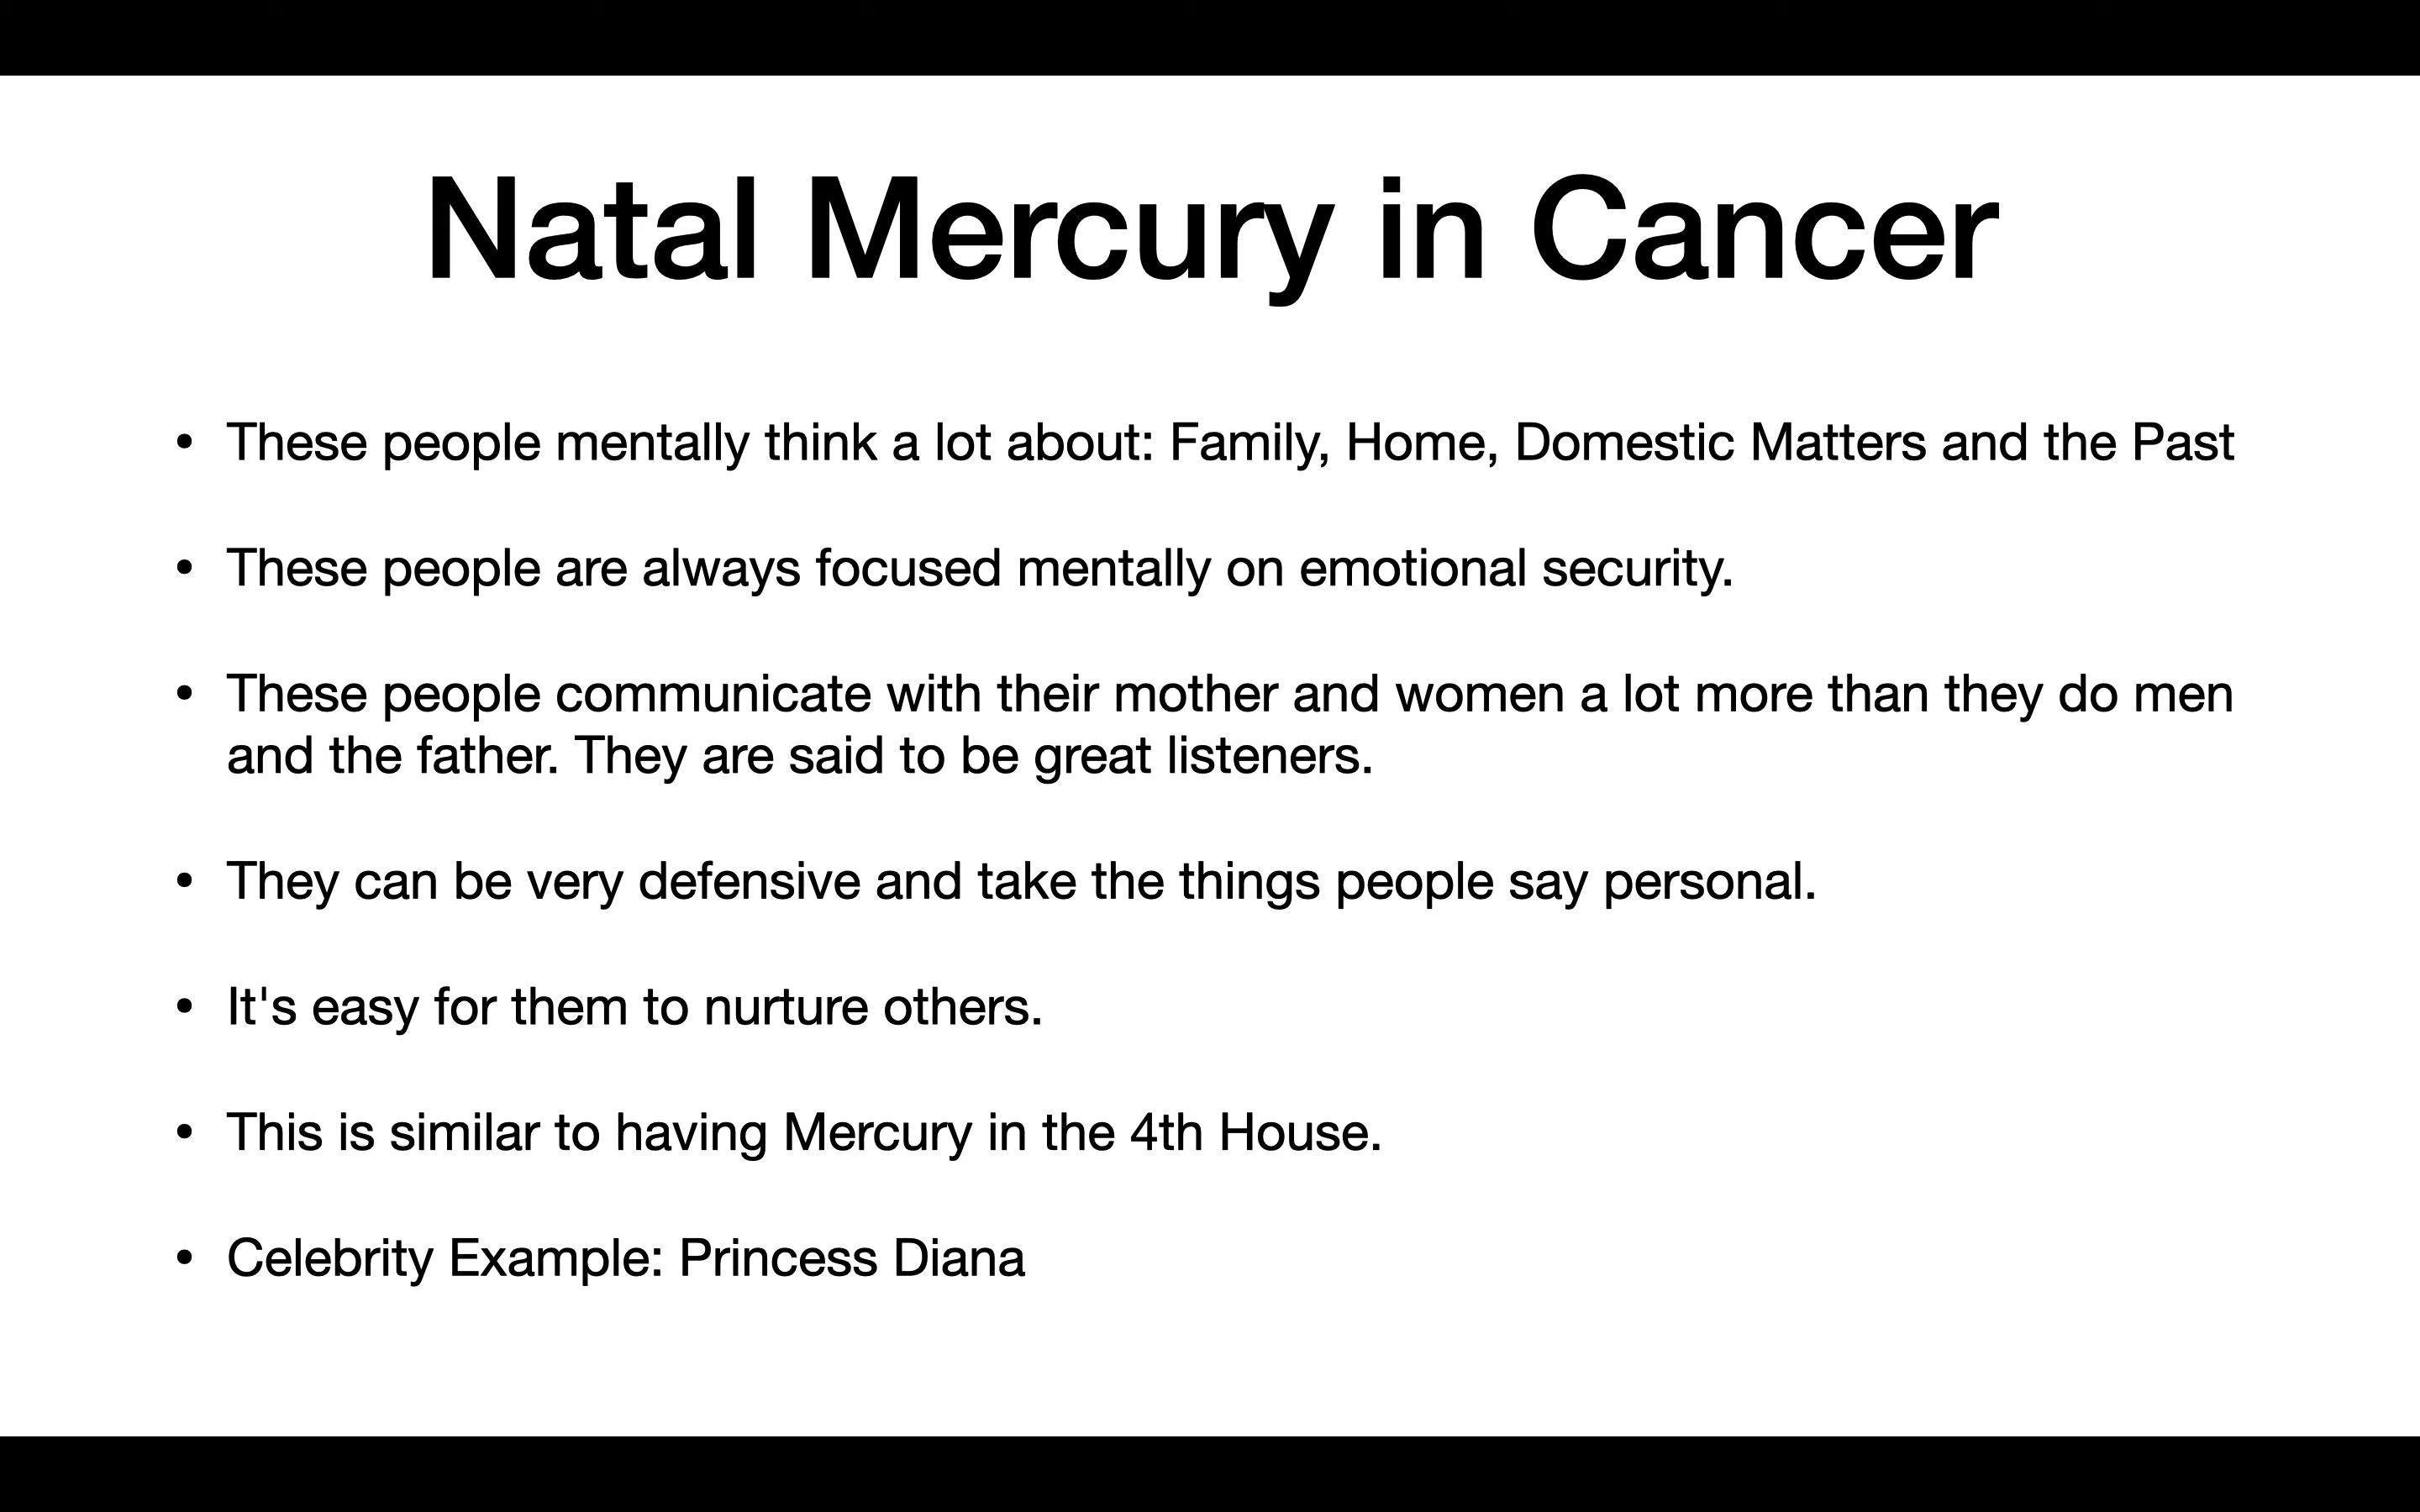 Natal Mercury in Cancer
• These people mentally think a lot about: Family, Home, Domestic Matters and the Past
• These people are always focused mentally on emotional security.
• These people communicate with their mother and women a lot more than they do men
and the father. They are said to be great listeners.
• They can be very defensive and take the things people say personal.
• It's easy for them to nurture others.
• This is similar to having Mercury in the 4th House.
• Celebrity Example: Princess Diana